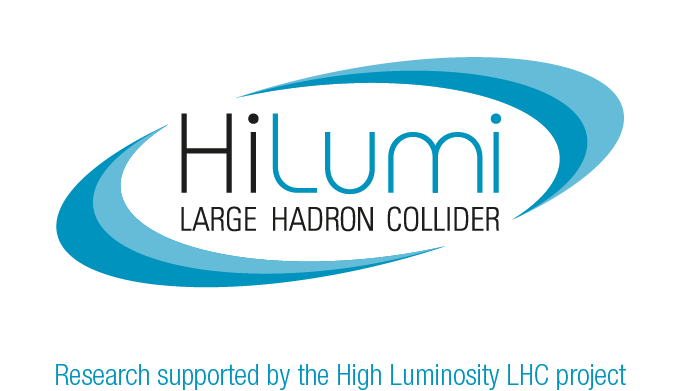 HiLumi
LARGE HADRON COLLIDER
Research supported by the High Luminosity LHC project